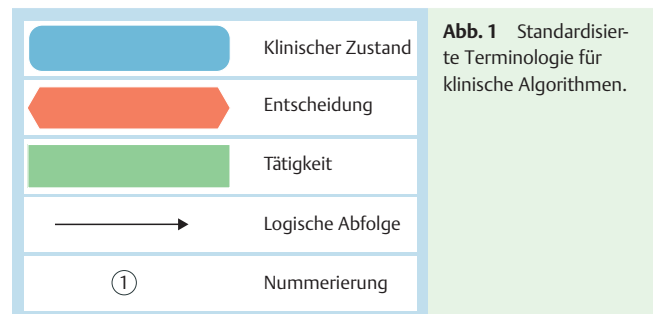 Klinischer Zustand
Entscheidung
Tätigkeit
Logische Abfolge
1
Nummerierung
Abb. 1 Standardisier-
te Terminologie für
klinische Algorithmen.